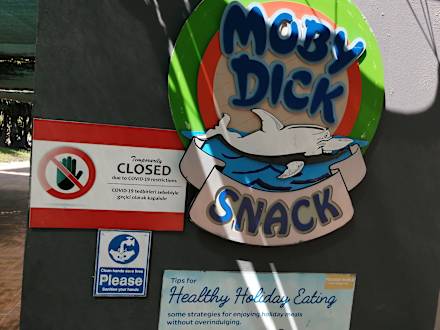 MOBY
DICK
SNACK
Temporarily
CLOSED
due to COVID-19 restrictions
COVID-19 tedbirleri sebebiyle
geçici olarak kapalıdır
Clean hands save lives
Please
Sanitise your hands
Tips for
Healthy Holiday Eating
some strategies for enjoying holiday meals
without overindulging.